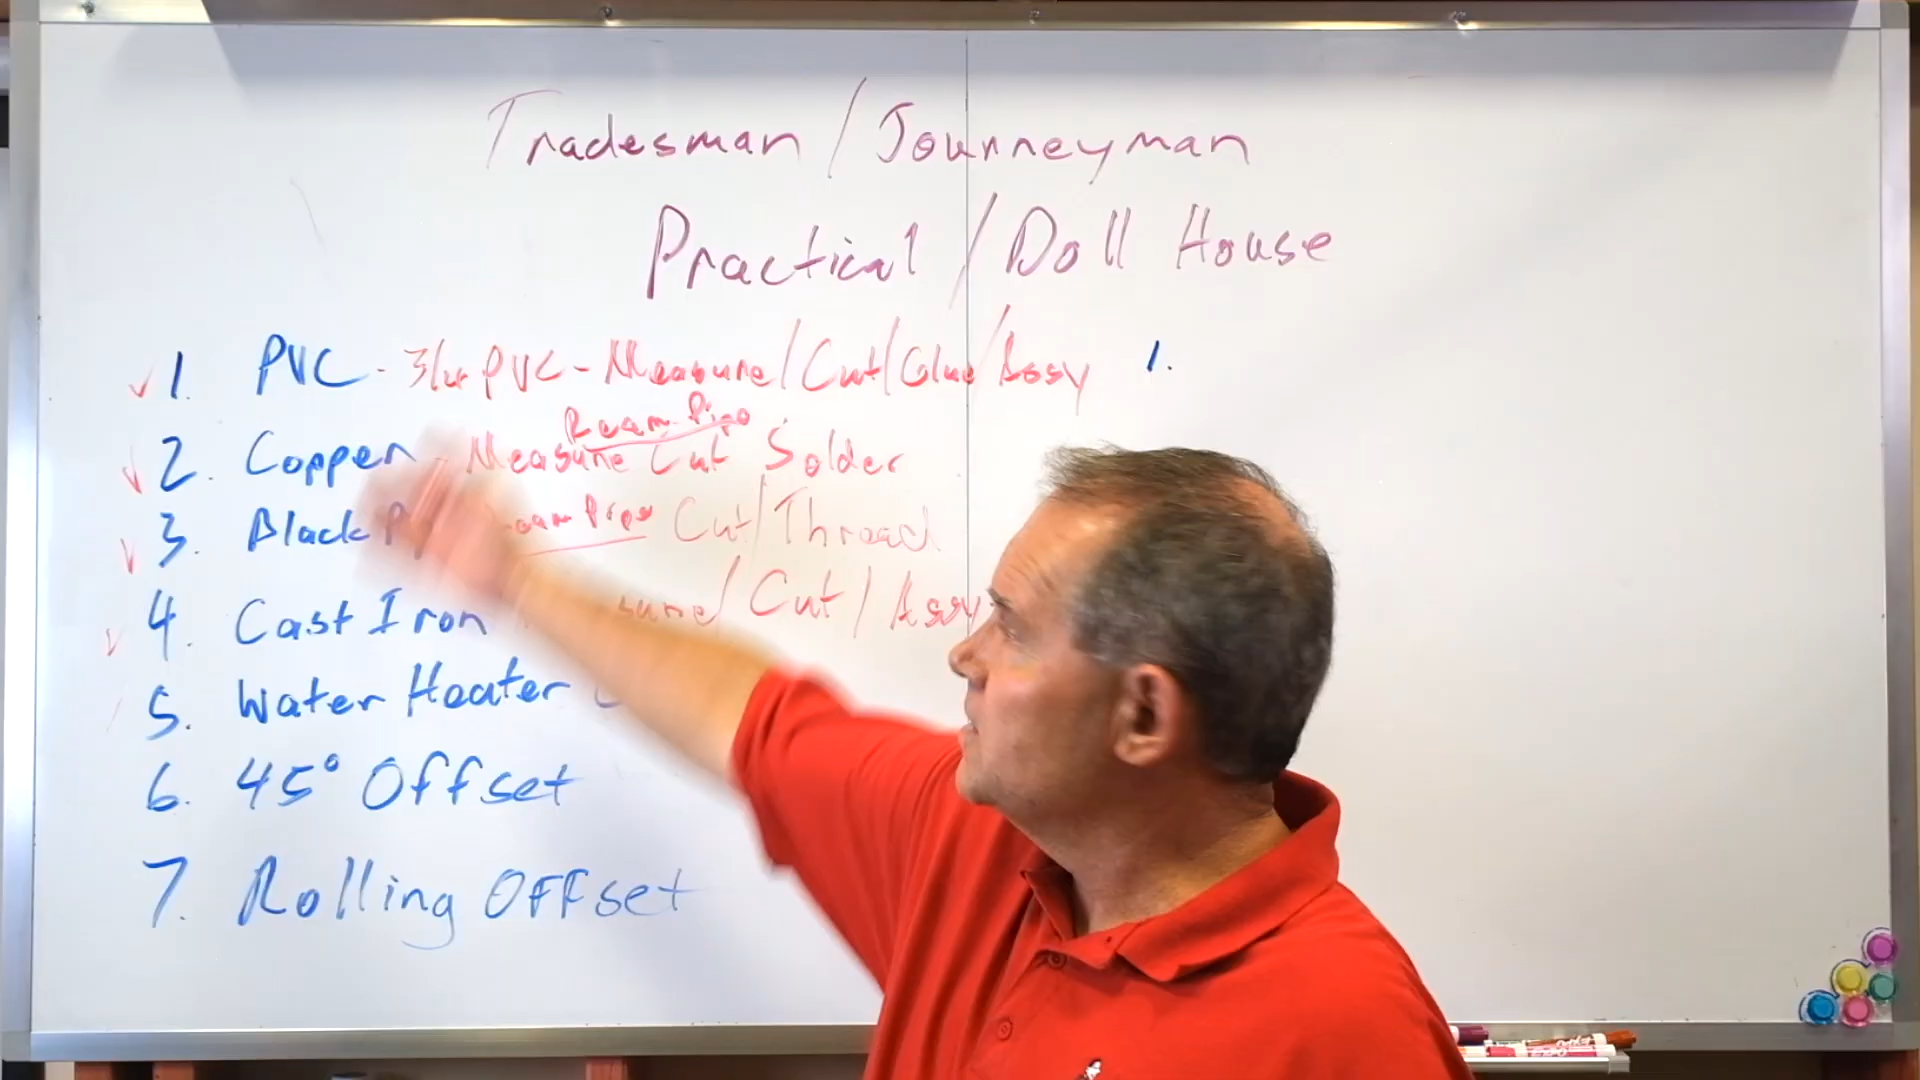 Tradesman / Journeyman
Practical / Doll House
✓ 1. PVC - 3/4 PVC - Measure/Cut/Glue/Assy 1.
Ream Pipe
✓ 2. Copper - Measure Cut Solder
✓ 3. Black Pipe Cut/Thread
✓ 4. Cast Iron / Cut / Assy
5. Water Heater
6. 45° Offset
7. Rolling Offset